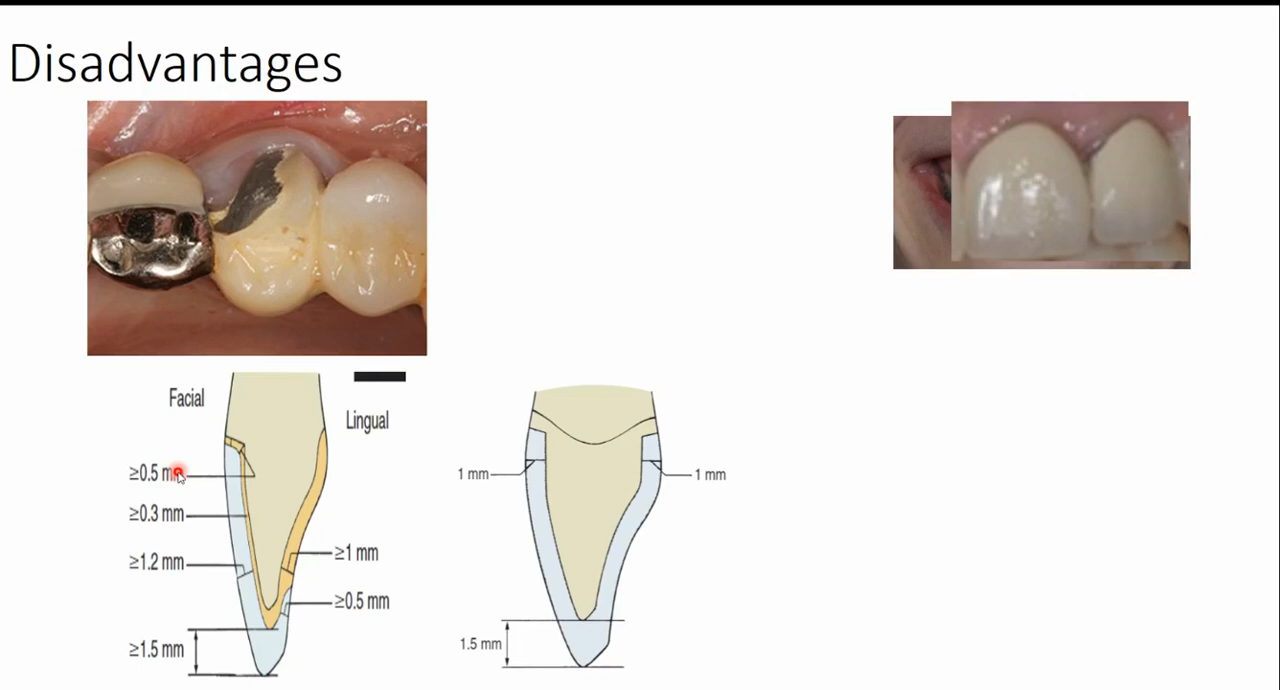 Disadvantages
Facial
Lingual
≥0.5 mm
≥0.3 mm
≥1.2 mm
≥1 mm
≥0.5 mm
≥1.5 mm
1 mm
1 mm
1.5 mm